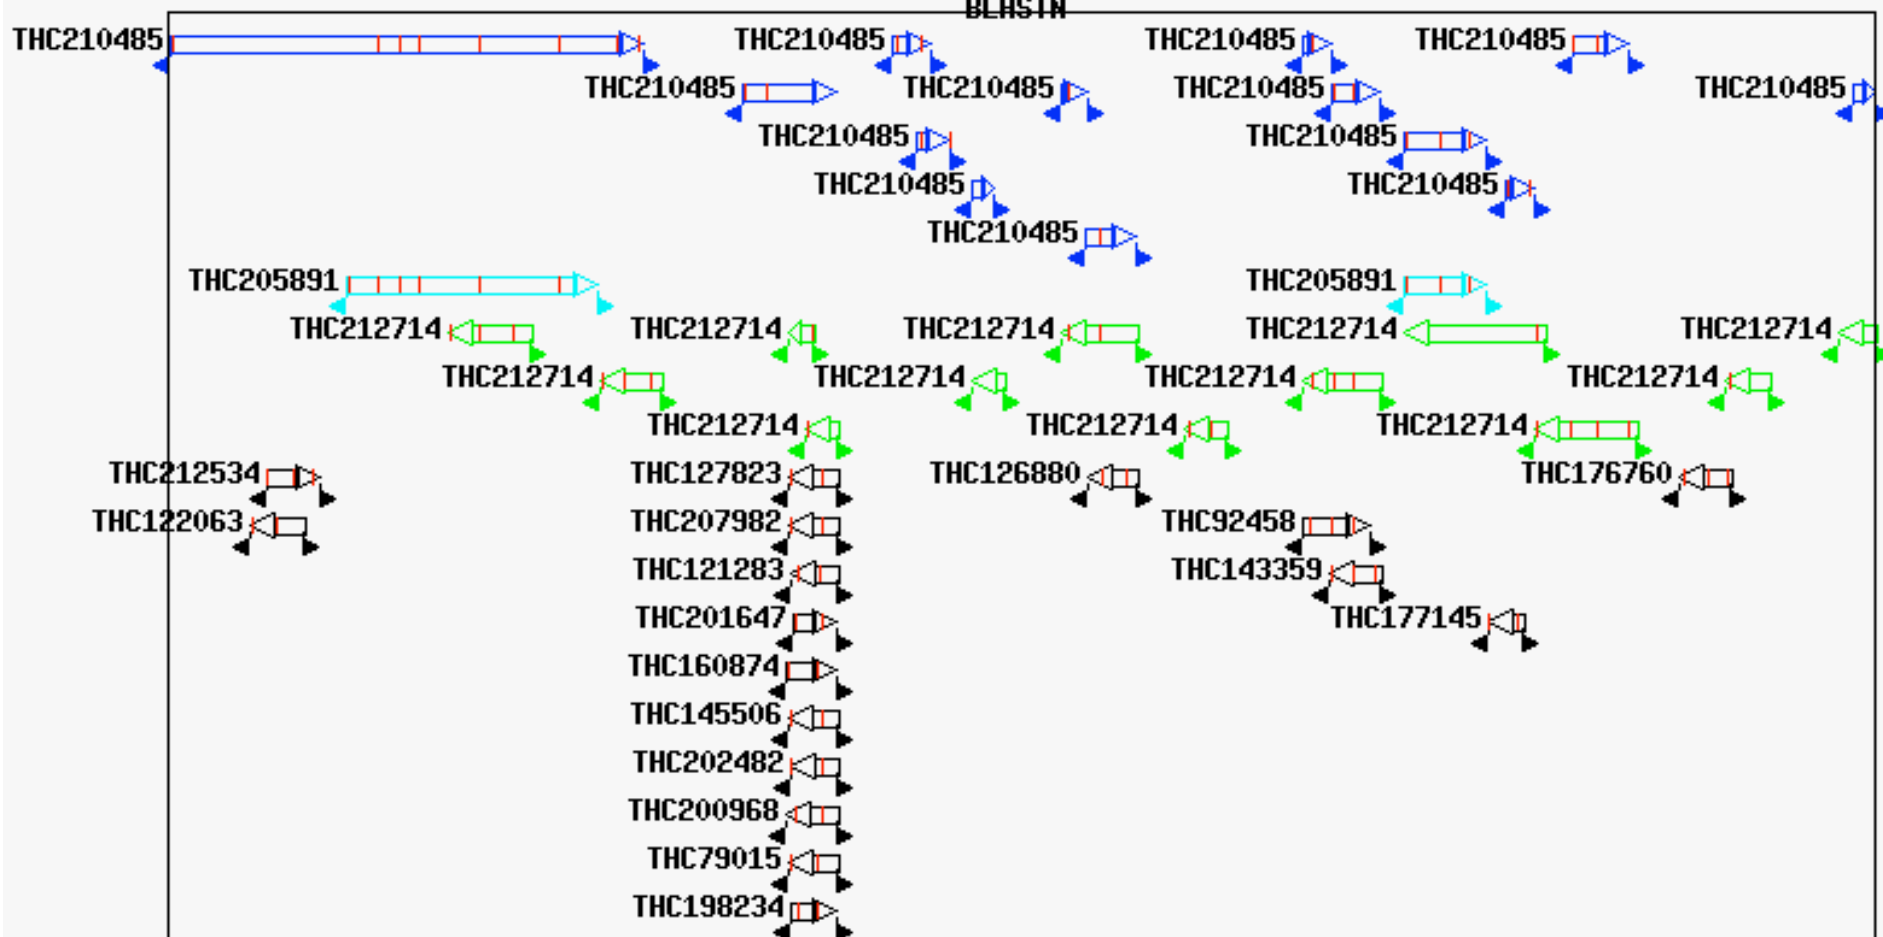 BLASTN
THC210485 THC210485 THC210485 THC210485
THC210485 THC210485 THC210485 THC210485
THC210485 THC210485
THC210485 THC210485
THC210485
THC205891 THC205891
THC212714 THC212714 THC212714 THC212714 THC212714
THC212714 THC212714 THC212714 THC212714
THC212714 THC212714 THC212714
THC212534 THC127823 THC126880 THC176760
THC122063 THC207982 THC92458
THC121283 THC143359
THC201647 THC177145
THC160874
THC145506
THC202482
THC200968
THC79015
THC198234